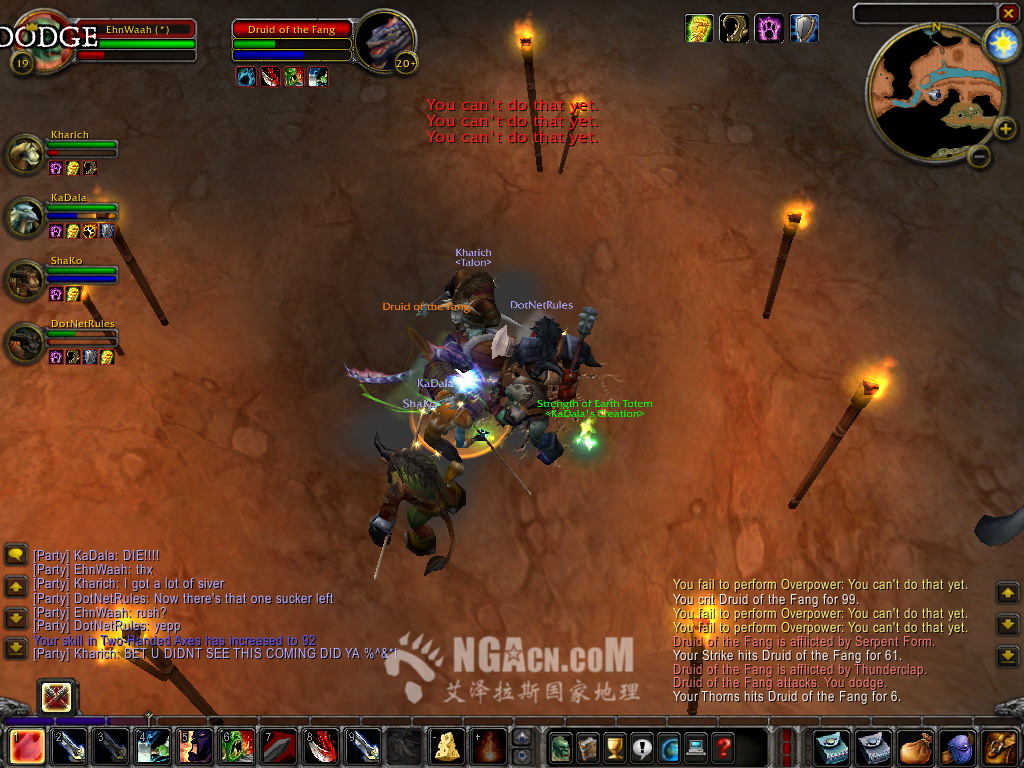 DODGE
EhnWaah (*)
19
Druid of the Fang
20+
N
You can't do that yet.
You can't do that yet.
You can't do that yet.
Kharich
KaDala
ShaKo
DotNetRules
Kharich
<Talon>
Druid of the Fang
DotNetRules
KaDala
ShaKo
Strength of Earth Totem
<KaDala's Creation>
[Party] KaDala: DIE!!!!
[Party] EhnWaah: thx
[Party] Kharich: I got a lot of siver
[Party] DotNetRules: Now there's that one sucker left
[Party] EhnWaah: rush?
[Party] DotNetRules: yepp
Your skill in Two-Handed Axes has increased to 92.
[Party] Kharich: BET U DIDNT SEE THIS COMING DID YA %^&*!
You fail to perform Overpower: You can't do that yet.
You crit Druid of the Fang for 99.
You fail to perform Overpower: You can't do that yet.
You fail to perform Overpower: You can't do that yet.
Druid of the Fang is afflicted by Serpent Form.
Your Strike hits Druid of the Fang for 61.
Druid of the Fang is afflicted by Thunderclap.
Druid of the Fang attacks. You dodge.
Your Thorns hits Druid of the Fang for 6.
NGACN.COM
艾泽拉斯国家地理
1 2 3 4 5 6 7 8 9